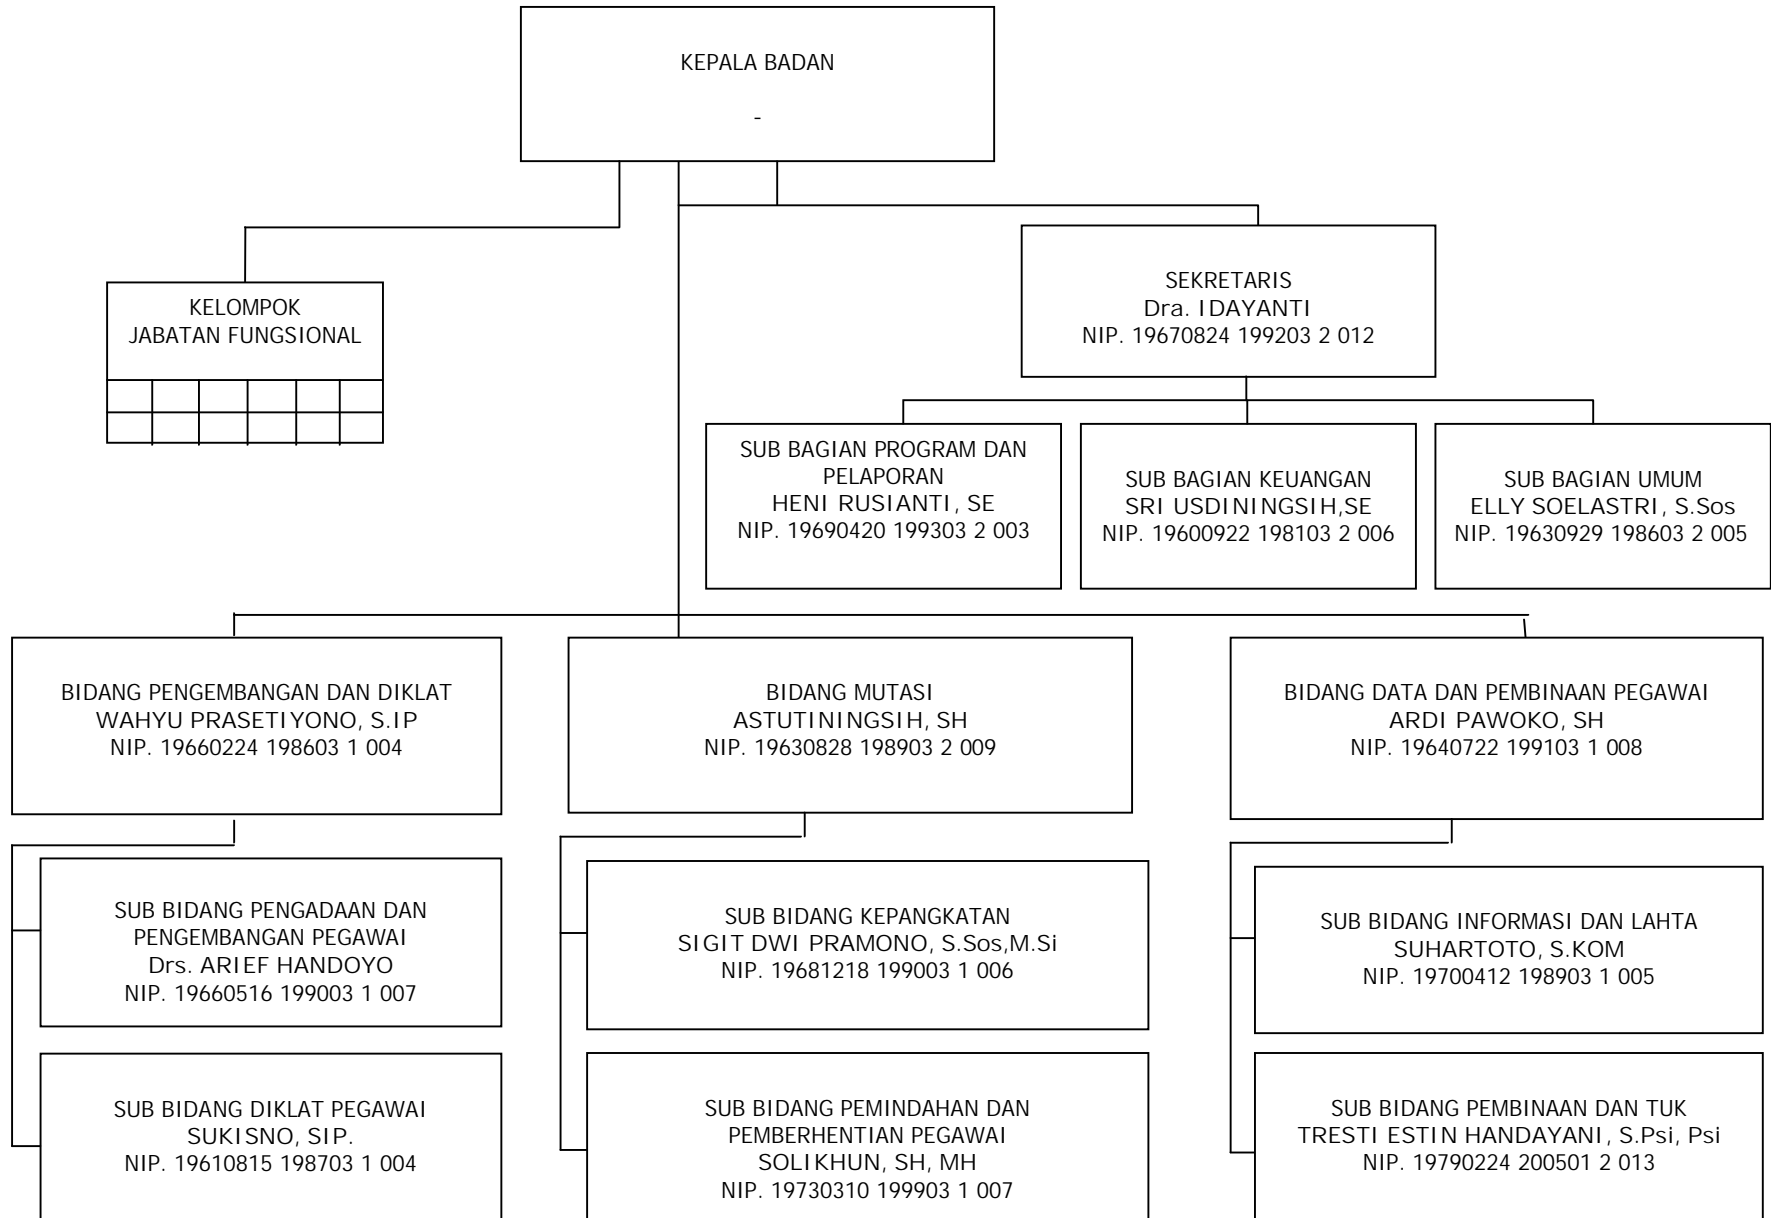 KEPALA BADAN
-
KELOMPOK
JABATAN FUNGSIONAL
SEKRETARIS
Dra. IDAYANTI
NIP. 19670824 199203 2 012
SUB BAGIAN PROGRAM DAN
PELAPORAN
HENI RUSIANTI, SE
NIP. 19690420 199303 2 003
SUB BAGIAN KEUANGAN
SRI USDININGSIH,SE
NIP. 19600922 198103 2 006
SUB BAGIAN UMUM
ELLY SOELASTRI, S.Sos
NIP. 19630929 198603 2 005
BIDANG PENGEMBANGAN DAN DIKLAT
WAHYU PRASETIYONO, S.IP
NIP. 19660224 198603 1 004
BIDANG MUTASI
ASTUTININGSIH, SH
NIP. 19630828 198903 2 009
BIDANG DATA DAN PEMBINAAN PEGAWAI
ARDI PAWOKO, SH
NIP. 19640722 199103 1 008
SUB BIDANG PENGADAAN DAN
PENGEMBANGAN PEGAWAI
Drs. ARIEF HANDOYO
NIP. 19660516 199003 1 007
SUB BIDANG KEPANGKATAN
SIGIT DWI PRAMONO, S.Sos,M.Si
NIP. 19681218 199003 1 006
SUB BIDANG INFORMASI DAN LAHTA
SUHARTOTO, S.KOM
NIP. 19700412 198903 1 005
SUB BIDANG DIKLAT PEGAWAI
SUKISNO, SIP.
NIP. 19610815 198703 1 004
SUB BIDANG PEMINDAHAN DAN
PEMBERHENTIAN PEGAWAI
SOLIKHUN, SH, MH
NIP. 19730310 199903 1 007
SUB BIDANG PEMBINAAN DAN TUK
TRESTI ESTIN HANDAYANI, S.Psi, Psi
NIP. 19790224 200501 2 013